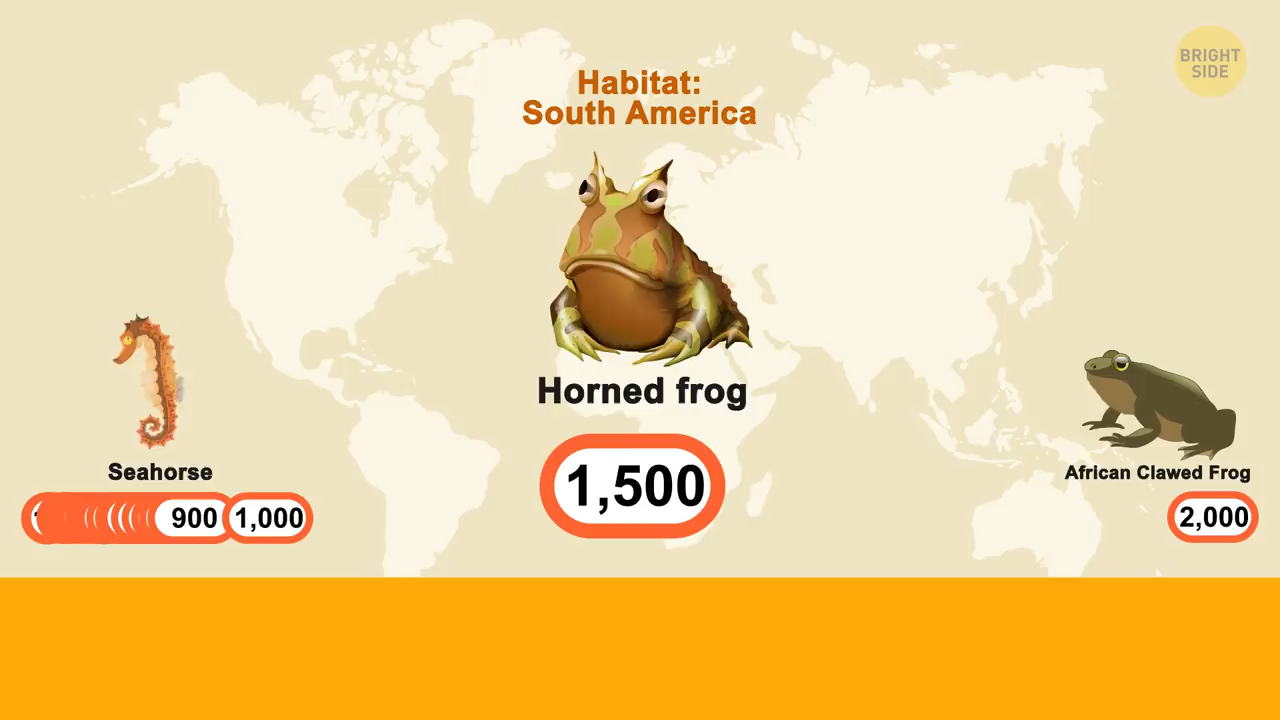 BRIGHT
SIDE
Habitat:
South America
Horned frog
1,500
Seahorse
900
1,000
African Clawed Frog
2,000